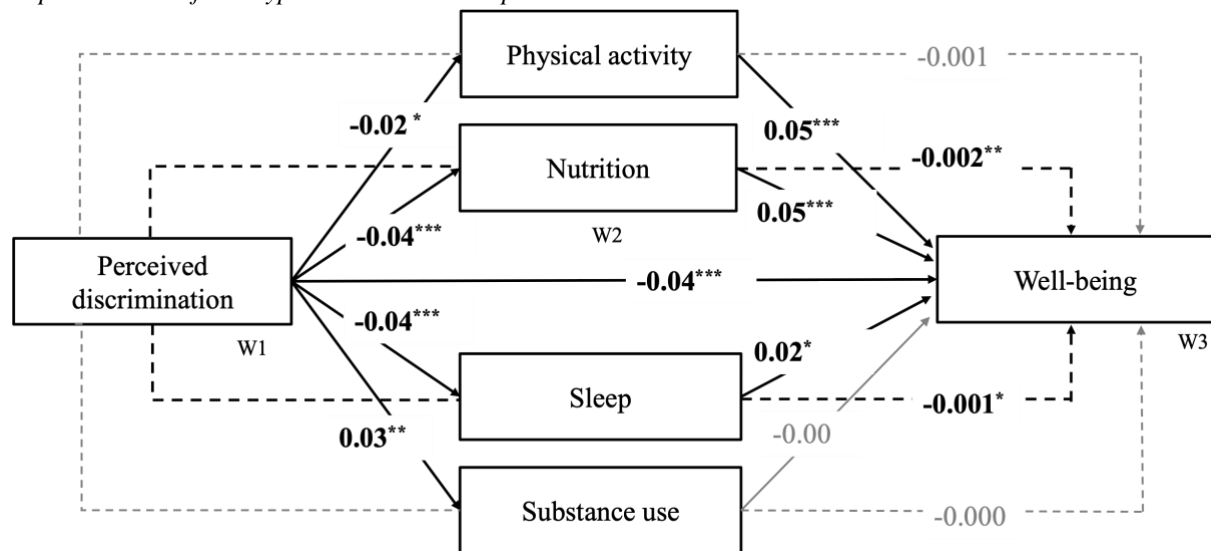 Physical activity
-0.001
-0.02 *
0.05***
Nutrition
-0.002**
0.05***
-0.04***
W2
Perceived
discrimination
-0.04***
Well-being
W1
-0.04***
0.02*
W3
Sleep
-0.001*
0.03**
-0.00
Substance use
-0.000